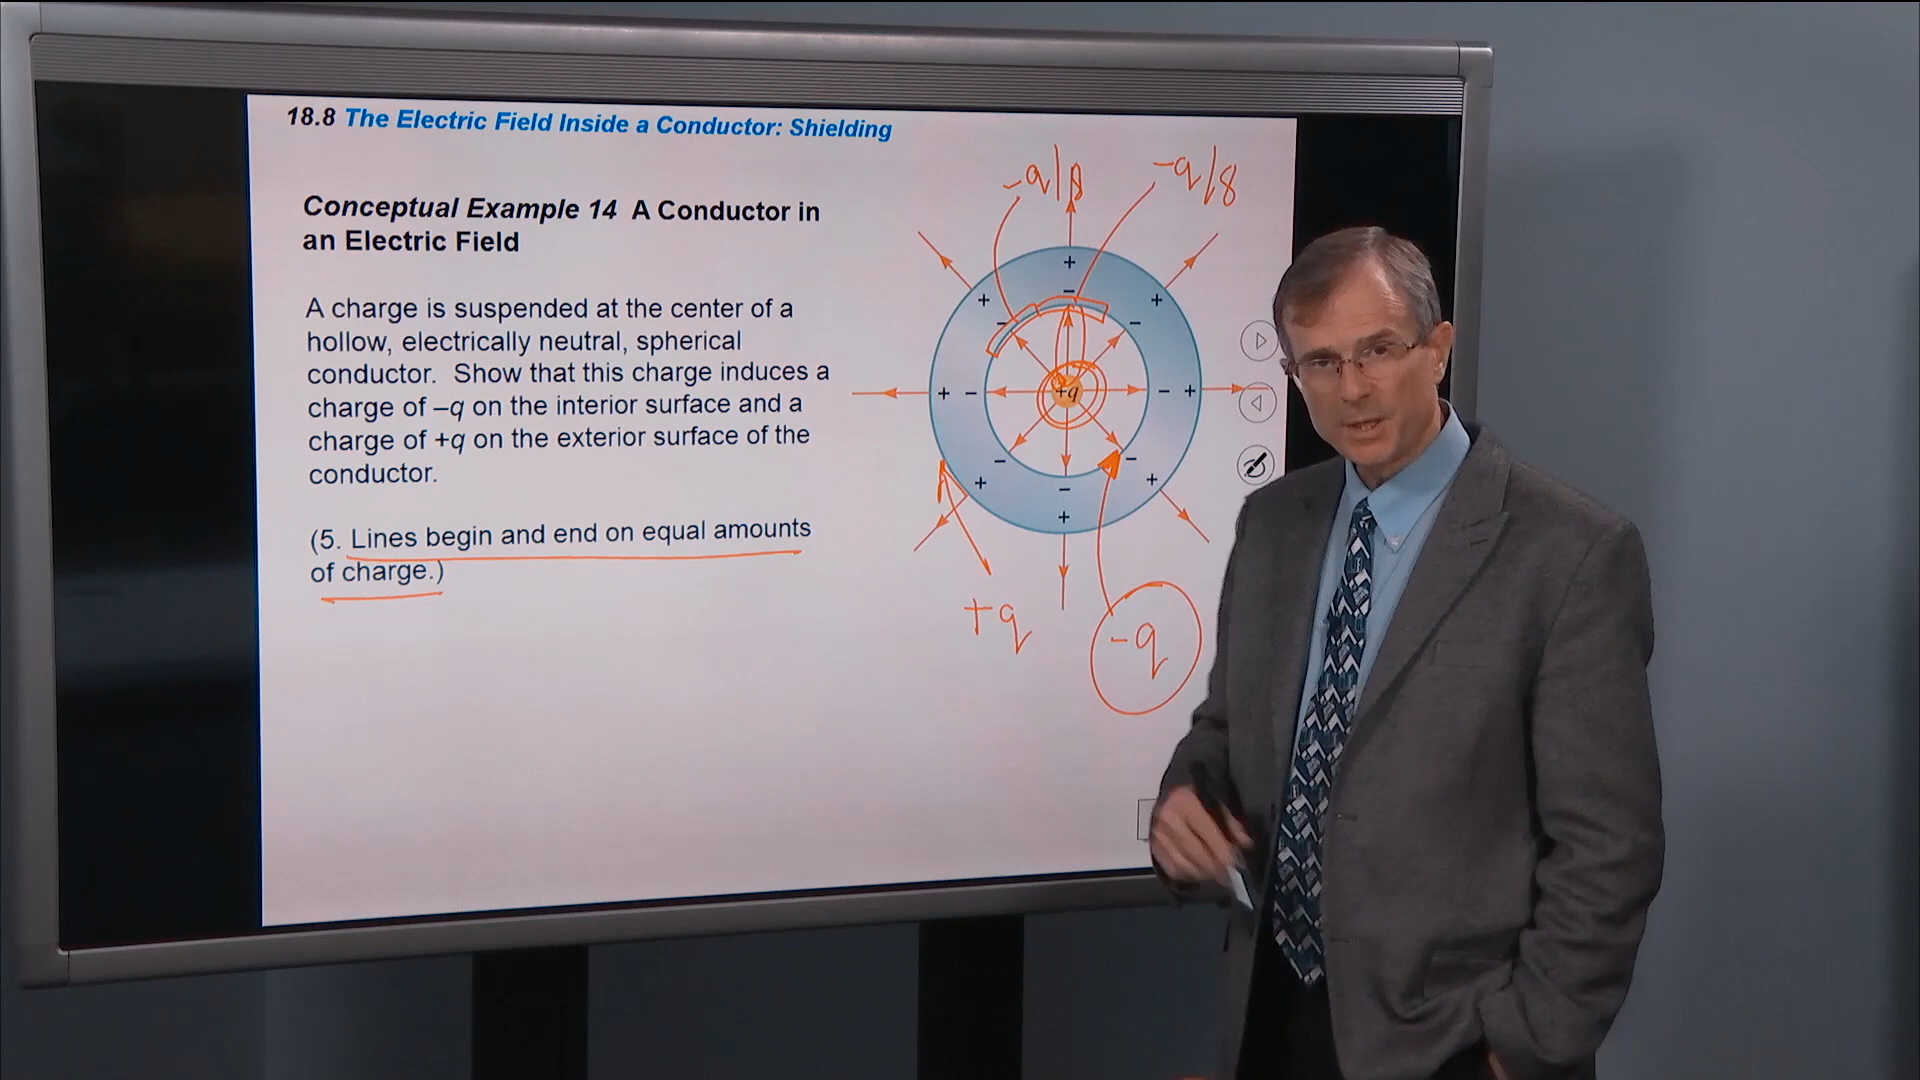 18.8 The Electric Field Inside a Conductor: Shielding
Conceptual Example 14 A Conductor in
an Electric Field
A charge is suspended at the center of a
hollow, electrically neutral, spherical
conductor. Show that this charge induces a
charge of –q on the interior surface and a
charge of +q on the exterior surface of the
conductor.
(5. Lines begin and end on equal amounts
of charge.)
-q/8
-q/8
+q
+q
-q